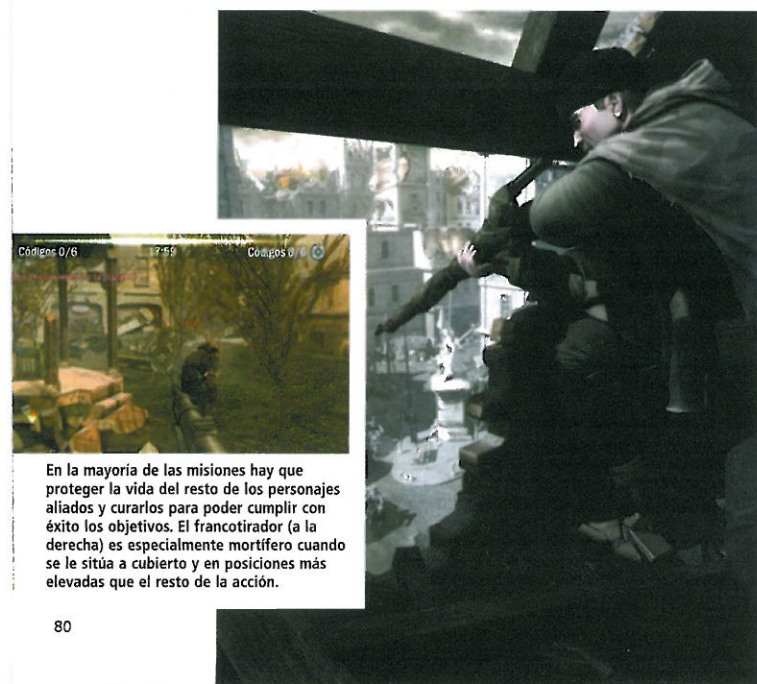 Códigos 0/6
7:59
Códigos 0/6
En la mayoría de las misiones hay que
proteger la vida del resto de los personajes
aliados y curarlos para poder cumplir con
éxito los objetivos. El francotirador (a la
derecha) es especialmente mortífero cuando
se le sitúa a cubierto y en posiciones más
elevadas que el resto de la acción.
80